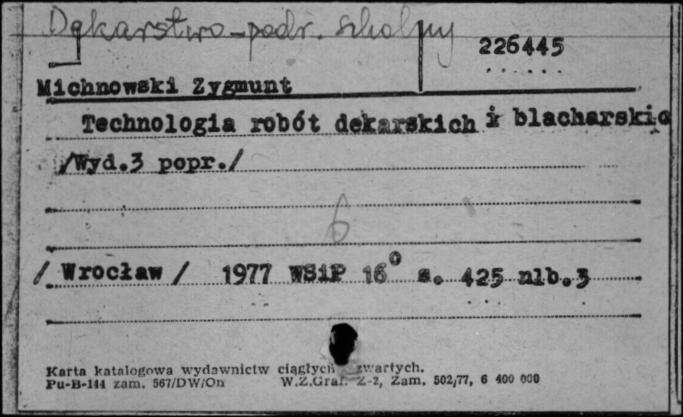 Dekarstwo - podr. szkolny
226445
Michnowski Zygmunt
Technologia robót dekarskich i blacharskic
/Wyd.3 popr./
6
/ Wrocław / 1977 WSiP 16° s. 425 nlb.3
Karta katalogowa wydawnictw ciągłych zwartych.
Pu-B-144 zam. 567/DW/On W.Z.Graf. Z-2, Zam. 502,77, 6 400 000